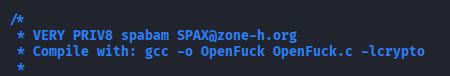 /*
 * VERY PRIV8 spabam SPAX@zone-h.org
 * Compile with: gcc -o OpenFuck OpenFuck.c -lcrypto
 *